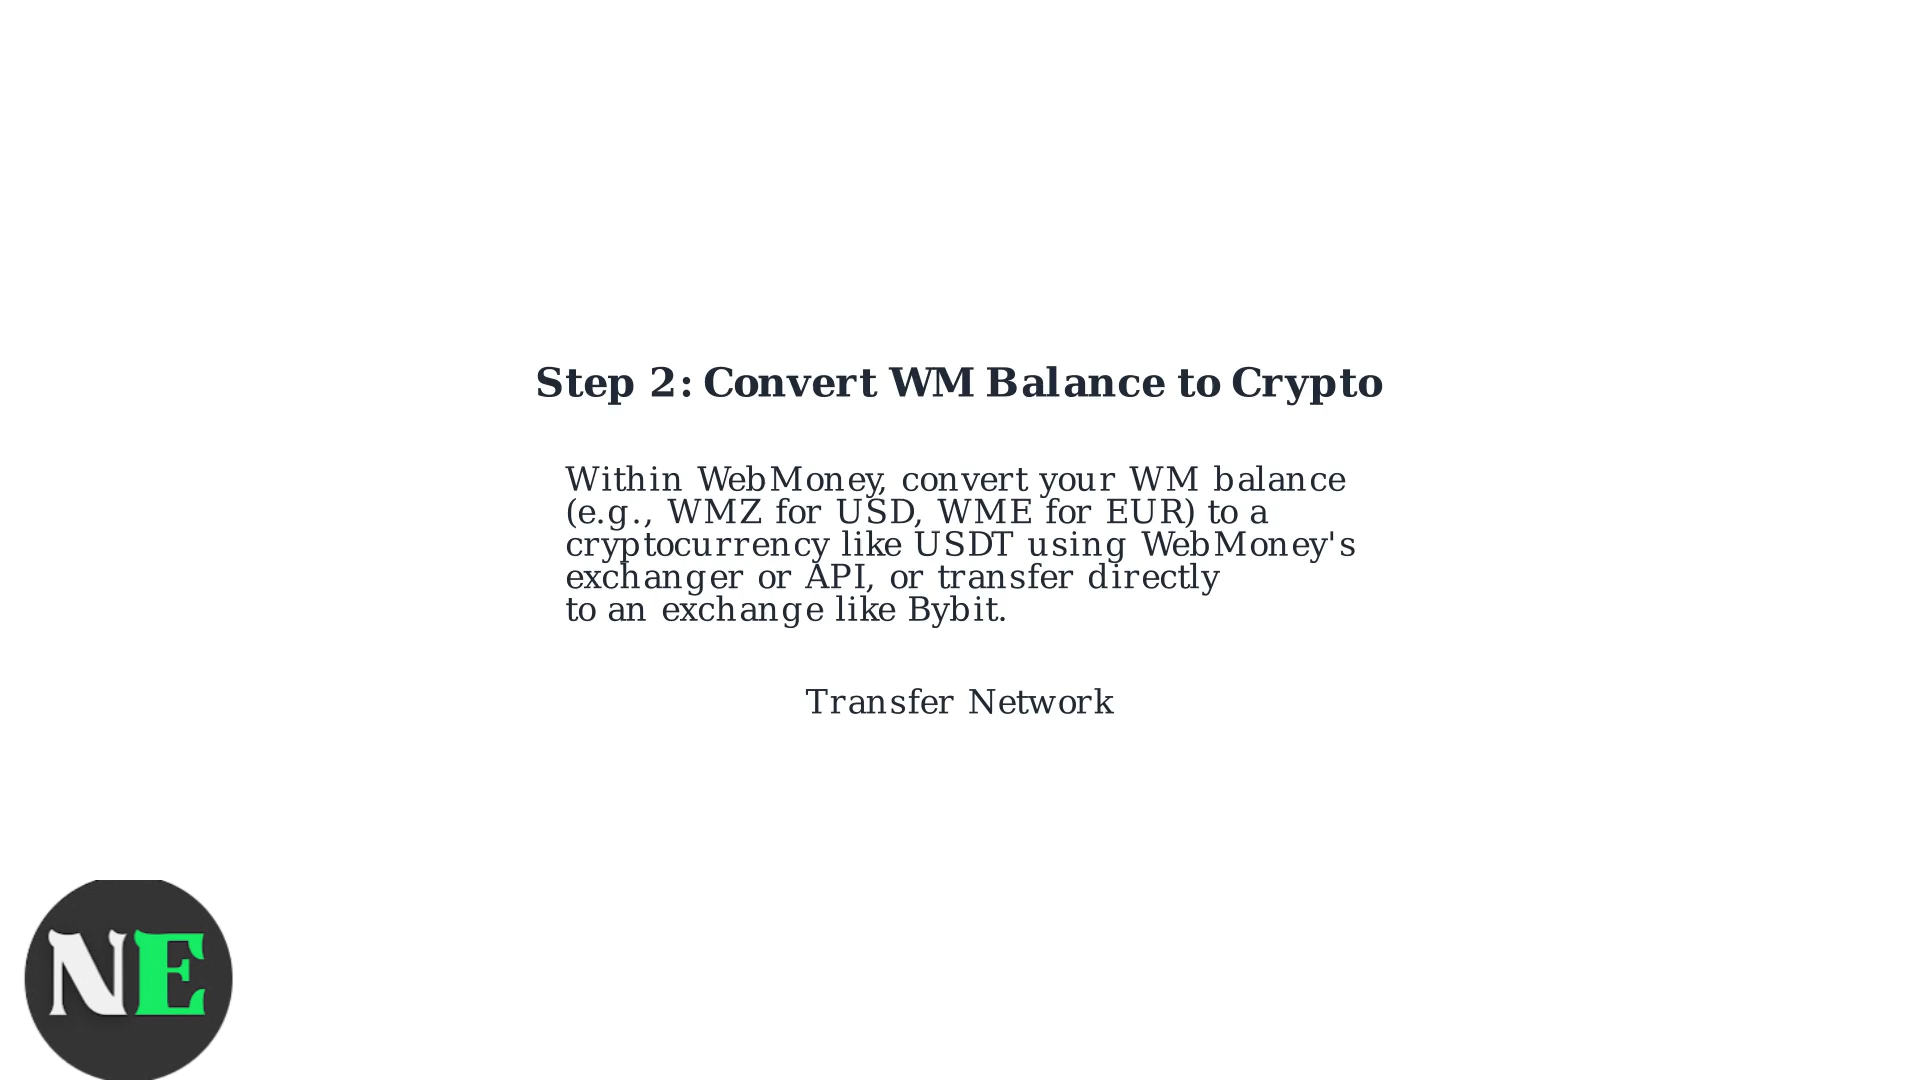 Step 2: Convert WM Balance to Crypto
Within WebMoney, convert your WM balance
(e.g., WMZ for USD, WME for EUR) to a
cryptocurrency like USDT using WebMoney's
exchanger or API, or transfer directly
to an exchange like Bybit.
Transfer Network
NE